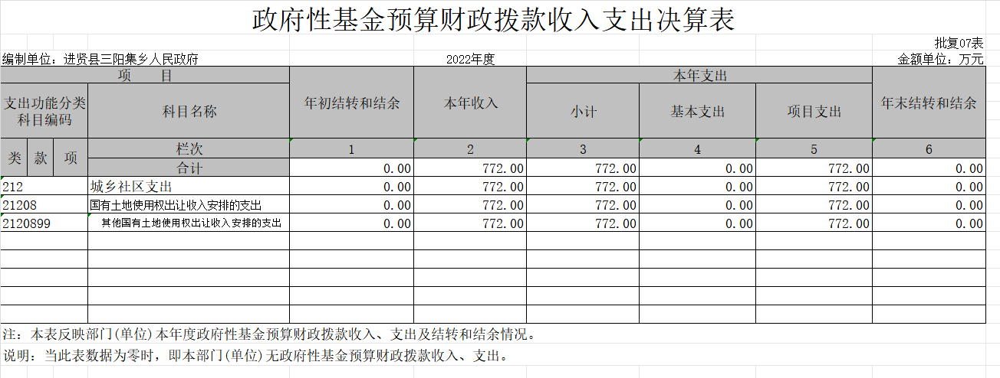 政府性基金预算财政拨款收入支出决算表
批复07表
编制单位：进贤县三阳集乡人民政府 2022年度 金额单位：万元
项 目 年初结转和结余 本年收入 本年支出 年末结转和结余
支出功能分类科目编码 科目名称 小计 基本支出 项目支出
类 款 项 栏次 1 2 3 4 5 6
合计 0.00 772.00 772.00 0.00 772.00 0.00
212 城乡社区支出 0.00 772.00 772.00 0.00 772.00 0.00
21208 国有土地使用权出让收入安排的支出 0.00 772.00 772.00 0.00 772.00 0.00
2120899 其他国有土地使用权出让收入安排的支出 0.00 772.00 772.00 0.00 772.00 0.00
注：本表反映部门(单位)本年度政府性基金预算财政拨款收入、支出及结转和结余情况。
说明：当此表数据为零时，即本部门(单位)无政府性基金预算财政拨款收入、支出。